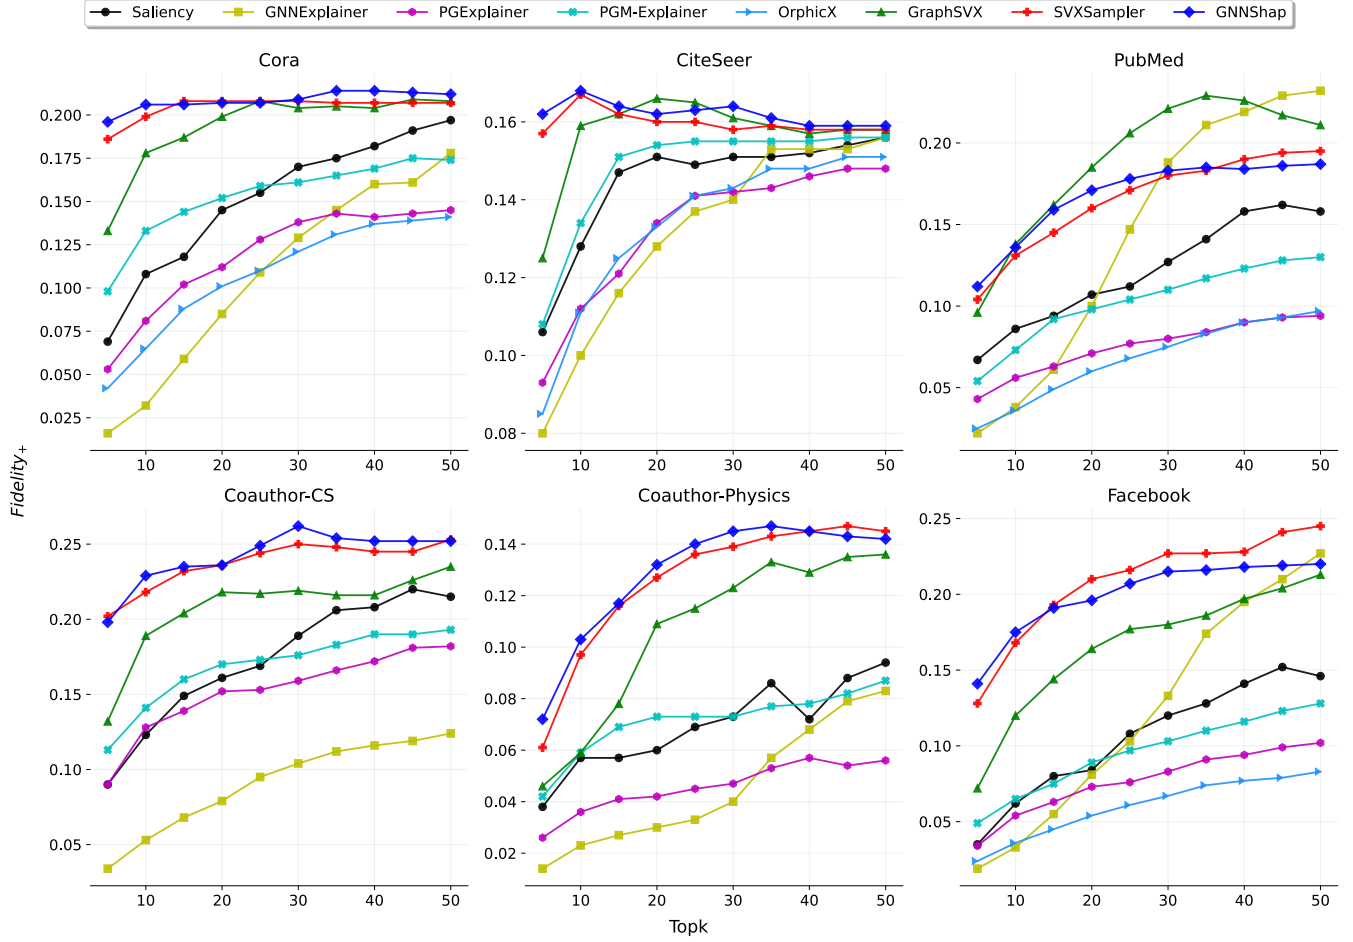 Saliency GNNExplainer PGExplainer PGM-Explainer OrphicX GraphSVX SVXSampler GNNShap
Cora
0.200
0.175
0.150
0.125
0.100
0.075
0.050
0.025
10 20 30 40 50
CiteSeer
0.16
0.14
0.12
0.10
0.08
10 20 30 40 50
PubMed
0.20
0.15
0.10
0.05
10 20 30 40 50
Fidelity+
Coauthor-CS
0.25
0.20
0.15
0.10
0.05
10 20 30 40 50
Coauthor-Physics
0.14
0.12
0.10
0.08
0.06
0.04
0.02
10 20 30 40 50
Facebook
0.25
0.20
0.15
0.10
0.05
10 20 30 40 50
Topk